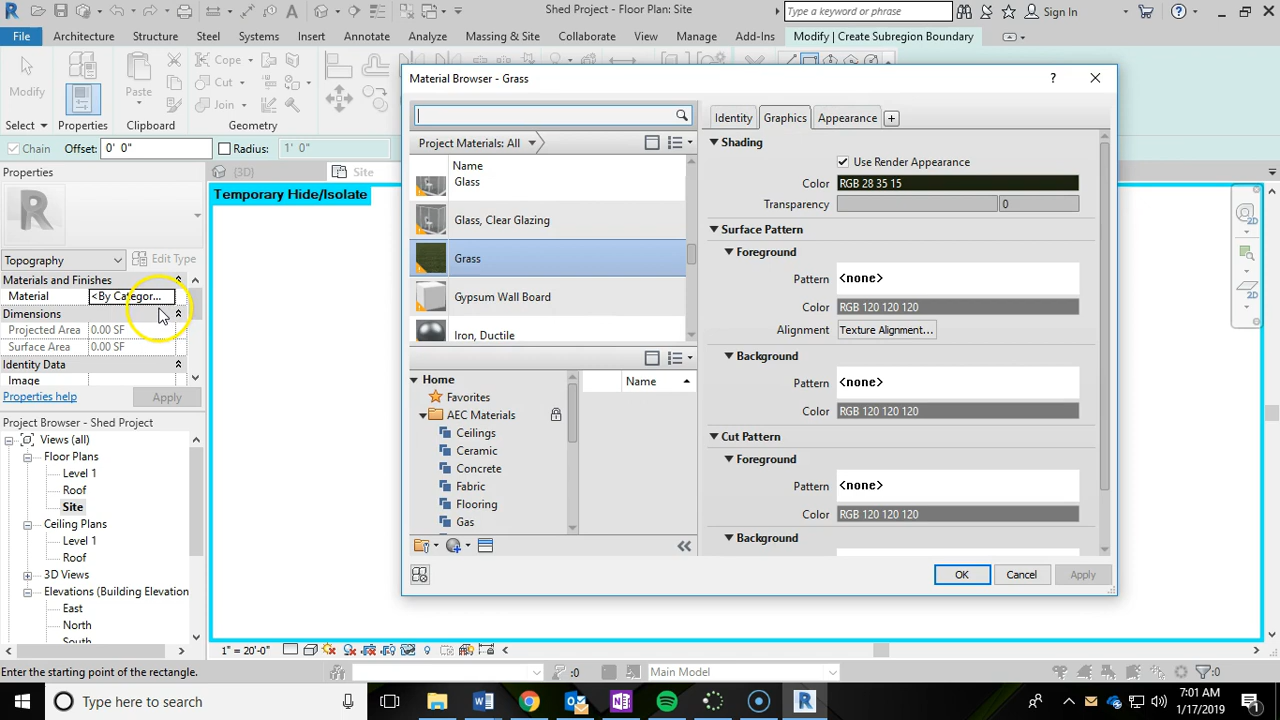 Shed Project - Floor Plan: Site
Type a keyword or phrase
Sign In
File Architecture Structure Steel Systems Insert Annotate Analyze Massing & Site Collaborate View Manage Add-Ins Modify | Create Subregion Boundary
Modify
Paste
Cope
Cut
Join
Select
Properties
Clipboard
Geometry
Chain Offset: 0' 0" Radius: 1' 0"
Properties
{3D}
Site
Temporary Hide/Isolate
Topography
Edit Type
Materials and Finishes
Material <By Categor...
Dimensions
Projected Area 0.00 SF
Surface Area 0.00 SF
Identity Data
Image
Properties help
Apply
Project Browser - Shed Project
Views (all)
Floor Plans
Level 1
Roof
Site
Ceiling Plans
Level 1
Roof
3D Views
Elevations (Building Elevation
East
North
South
Material Browser - Grass
?
Project Materials: All
Name
Glass
Glass, Clear Glazing
Grass
Gypsum Wall Board
Iron, Ductile
Home
Favorites
AEC Materials
Ceilings
Ceramic
Concrete
Fabric
Flooring
Gas
Name
Identity Graphics Appearance +
Shading
Use Render Appearance
Color RGB 28 35 15
Transparency 0
Surface Pattern
Foreground
Pattern <none>
Color RGB 120 120 120
Alignment Texture Alignment...
Background
Pattern <none>
Color RGB 120 120 120
Cut Pattern
Foreground
Pattern <none>
Color RGB 120 120 120
Background
OK Cancel Apply
2D
2D
1" = 20'-0"
Enter the starting point of the rectangle.
:0
Main Model
:0
Type here to search
7:01 AM
1/17/2019